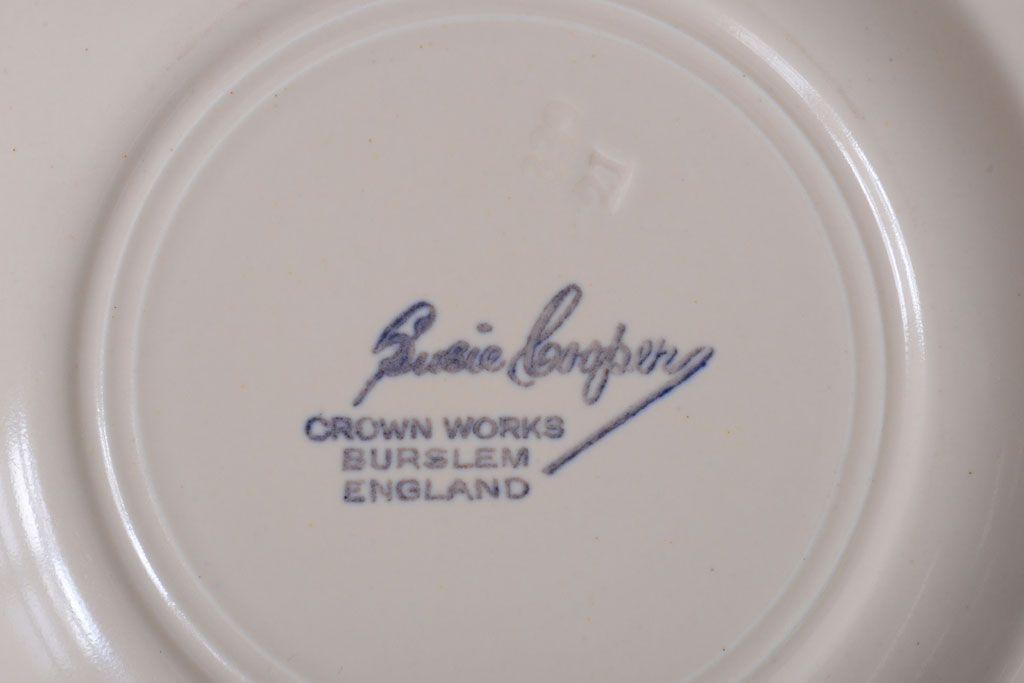 Susie Cooper
CROWN WORKS
BURSLEM
ENGLAND